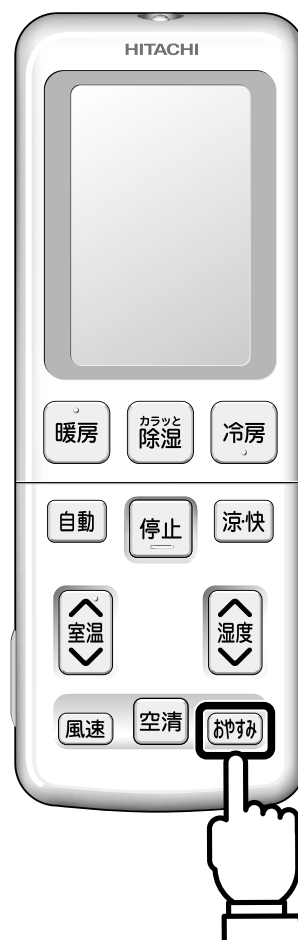 HITACHI
暖房
カラッと
除湿
冷房
自動
停止
涼・快
室温
湿度
風速
空清
おやすみ